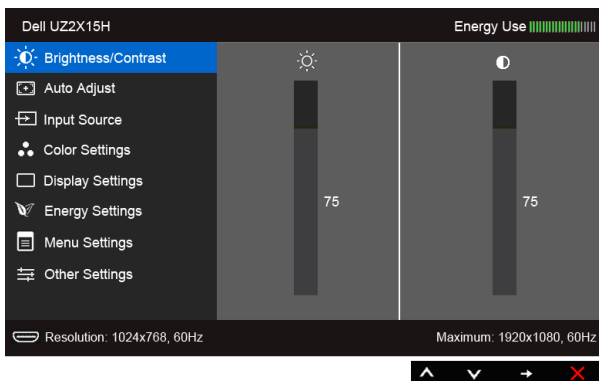 Dell UZ2X15H
Energy Use
Brightness/Contrast
Auto Adjust
Input Source
Color Settings
Display Settings
Energy Settings
Menu Settings
Other Settings
75
75
Resolution: 1024x768, 60Hz
Maximum: 1920x1080, 60Hz